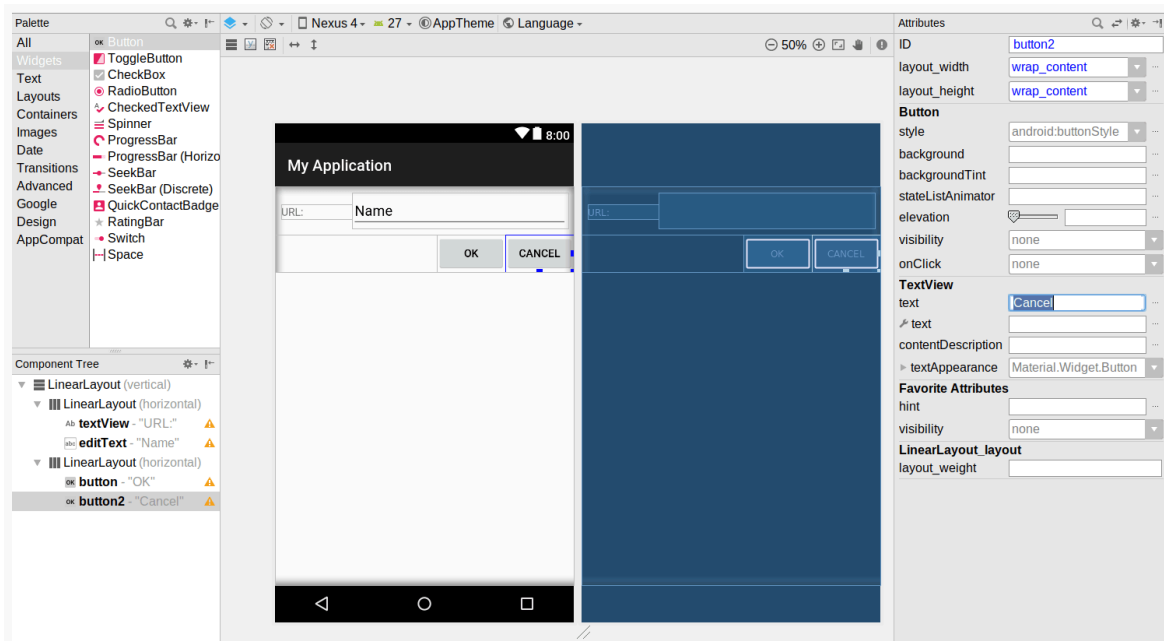 Palette
All
Widgets
Text
Layouts
Containers
Images
Date
Transitions
Advanced
Google
Design
AppCompat
OK Button
ToggleButton
CheckBox
RadioButton
CheckedTextView
Spinner
ProgressBar
ProgressBar (Horizo
SeekBar
SeekBar (Discrete)
QuickContactBadge
RatingBar
Switch
Space
Component Tree
LinearLayout (vertical)
LinearLayout (horizontal)
Ab textView - "URL:"
abc editText - "Name"
LinearLayout (horizontal)
OK button - "OK"
OK button2 - "Cancel"
Nexus 4 27 AppTheme Language
50%
8:00
My Application
URL: Name
OK CANCEL
URL:
OK CANCEL
Attributes
ID button2
layout_width wrap_content
layout_height wrap_content
Button
style android:buttonStyle
background
backgroundTint
stateListAnimator
elevation
visibility none
onClick none
TextView
text Cancel
text
contentDescription
textAppearance Material.Widget.Button
Favorite Attributes
hint
visibility none
LinearLayout_layout
layout_weight